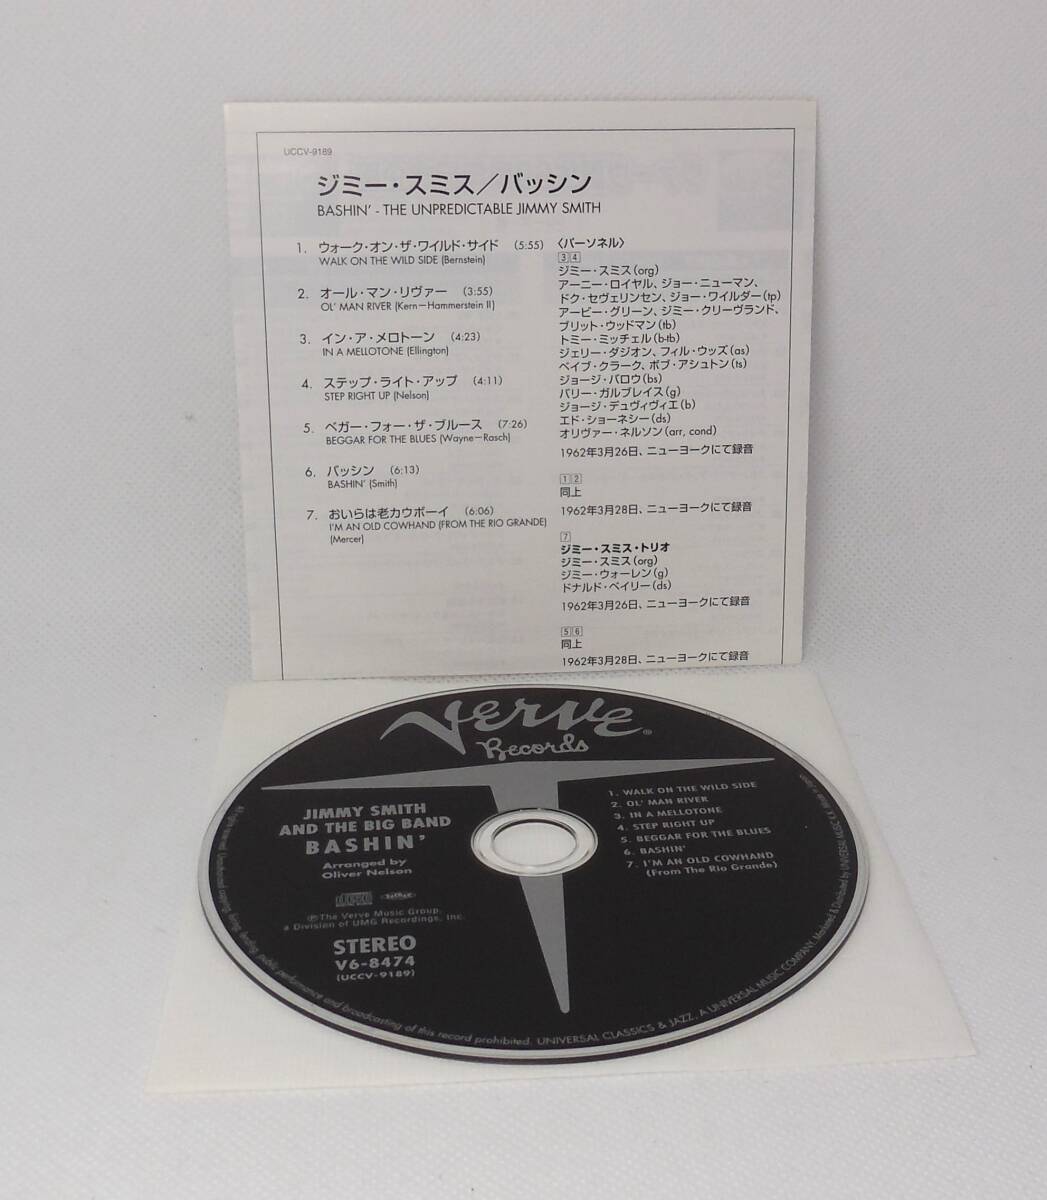 UCCV-9189
ジミー・スミス／バッシン
BASHIN' - THE UNPREDICTABLE JIMMY SMITH
1. ウォーク・オン・ザ・ワイルド・サイド (5:55)
WALK ON THE WILD SIDE (Bernstein)
2. オール・マン・リヴァー (3:55)
OL' MAN RIVER (Kern—Hammerstein II)
3. イン・ア・メロトーン (4:23)
IN A MELLOTONE (Ellington)
4. ステップ・ライト・アップ (4:11)
STEP RIGHT UP (Nelson)
5. ベガー・フォー・ザ・ブルース (7:26)
BEGGAR FOR THE BLUES (Wayne—Rasch)
6. バッシン (6:13)
BASHIN' (Smith)
7. おいらは老カウボーイ (6:06)
I'M AN OLD COWHAND (FROM THE RIO GRANDE)
(Mercer)
〈パーソネル〉
3 4
ジミー・スミス(org)
アーニー・ロイヤル、ジョー・ニューマン、
ドク・セヴェリンセン、ジョー・ワイルダー(tp)
アービー・グリーン、ジミー・クリーヴランド、
ブリット・ウッドマン(tb)
トミー・ミッチェル(b-tb)
ジェリー・ダジオン、フィル・ウッズ(as)
ベイブ・クラーク、ボブ・アシュトン(ts)
ジョージ・バロウ(bs)
バリー・ガルブレイス(g)
ジョージ・デュヴィヴィエ(b)
エド・ショーネシー(ds)
オリヴァー・ネルソン(arr, cond)
1962年3月26日、ニューヨークにて録音
1 2
同上
1962年3月28日、ニューヨークにて録音
7
ジミー・スミス・トリオ
ジミー・スミス(org)
ジミー・ウォーレン(g)
ドナルド・ベイリー(ds)
1962年3月26日、ニューヨークにて録音
5 6
同上
1962年3月28日、ニューヨークにて録音
Verve®
Records
JIMMY SMITH
AND THE BIG BAND
BASHIN'
Arranged by
Oliver Nelson
℗The Verve Music Group,
a Division of UMG Recordings, Inc.
STEREO
V6-8474
(UCCV-9189)
1. WALK ON THE WILD SIDE
2. OL' MAN RIVER
3. IN A MELLOTONE
4. STEP RIGHT UP
5. BEGGAR FOR THE BLUES
6. BASHIN'
7. I'M AN OLD COWHAND
(From The Rio Grande)
public performance and broadcasting of this record prohibited. UNIVERSAL CLASSICS & JAZZ, A UNIVERSAL MUSIC COMPANY. Marketed & Distributed by UNIVERSAL MUSIC K.K.